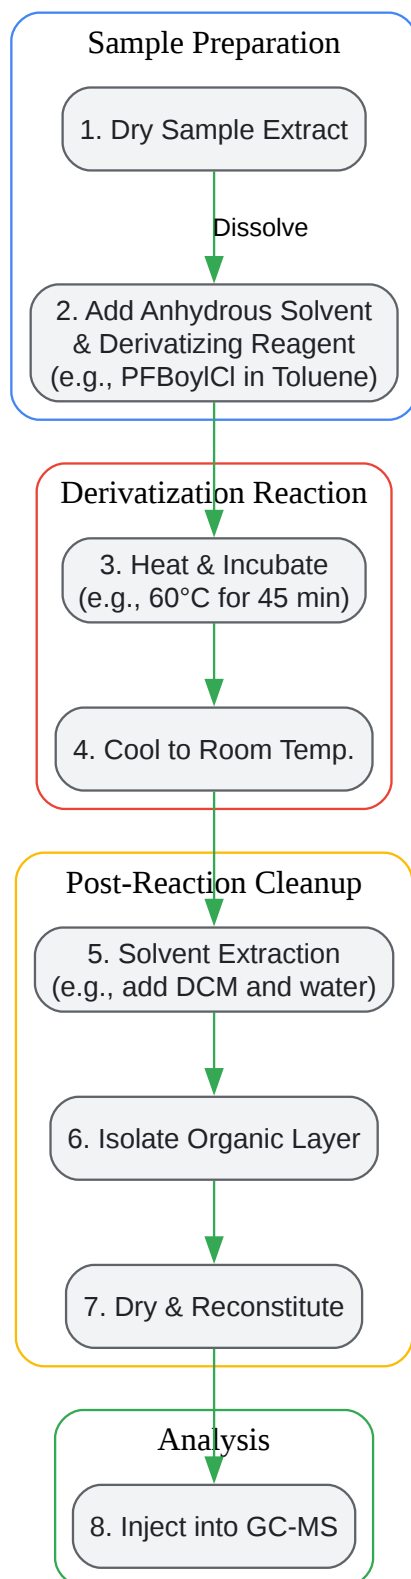 Sample Preparation
1. Dry Sample Extract
Dissolve
2. Add Anhydrous Solvent
& Derivatizing Reagent
(e.g., PFBoylCl in Toluene)
Derivatization Reaction
3. Heat & Incubate
(e.g., 60°C for 45 min)
4. Cool to Room Temp.
Post-Reaction Cleanup
5. Solvent Extraction
(e.g., add DCM and water)
6. Isolate Organic Layer
7. Dry & Reconstitute
Analysis
8. Inject into GC-MS